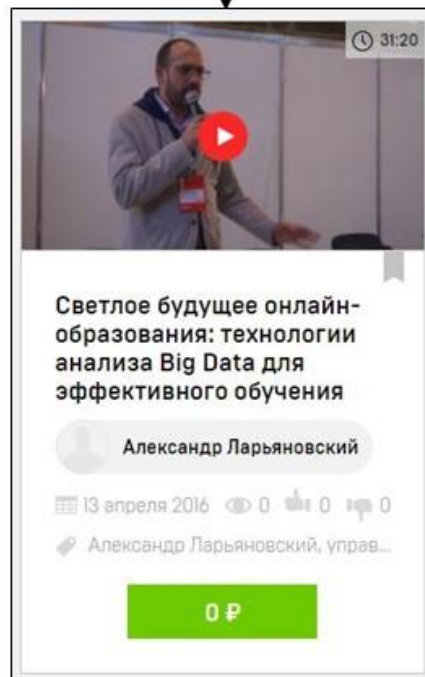 31:20
Светлое будущее онлайн-
образования: технологии
анализа Big Data для
эффективного обучения
Александр Ларьяновский
13 апреля 2016 0 0 0
Александр Ларьяновский, управ...
0 ₽